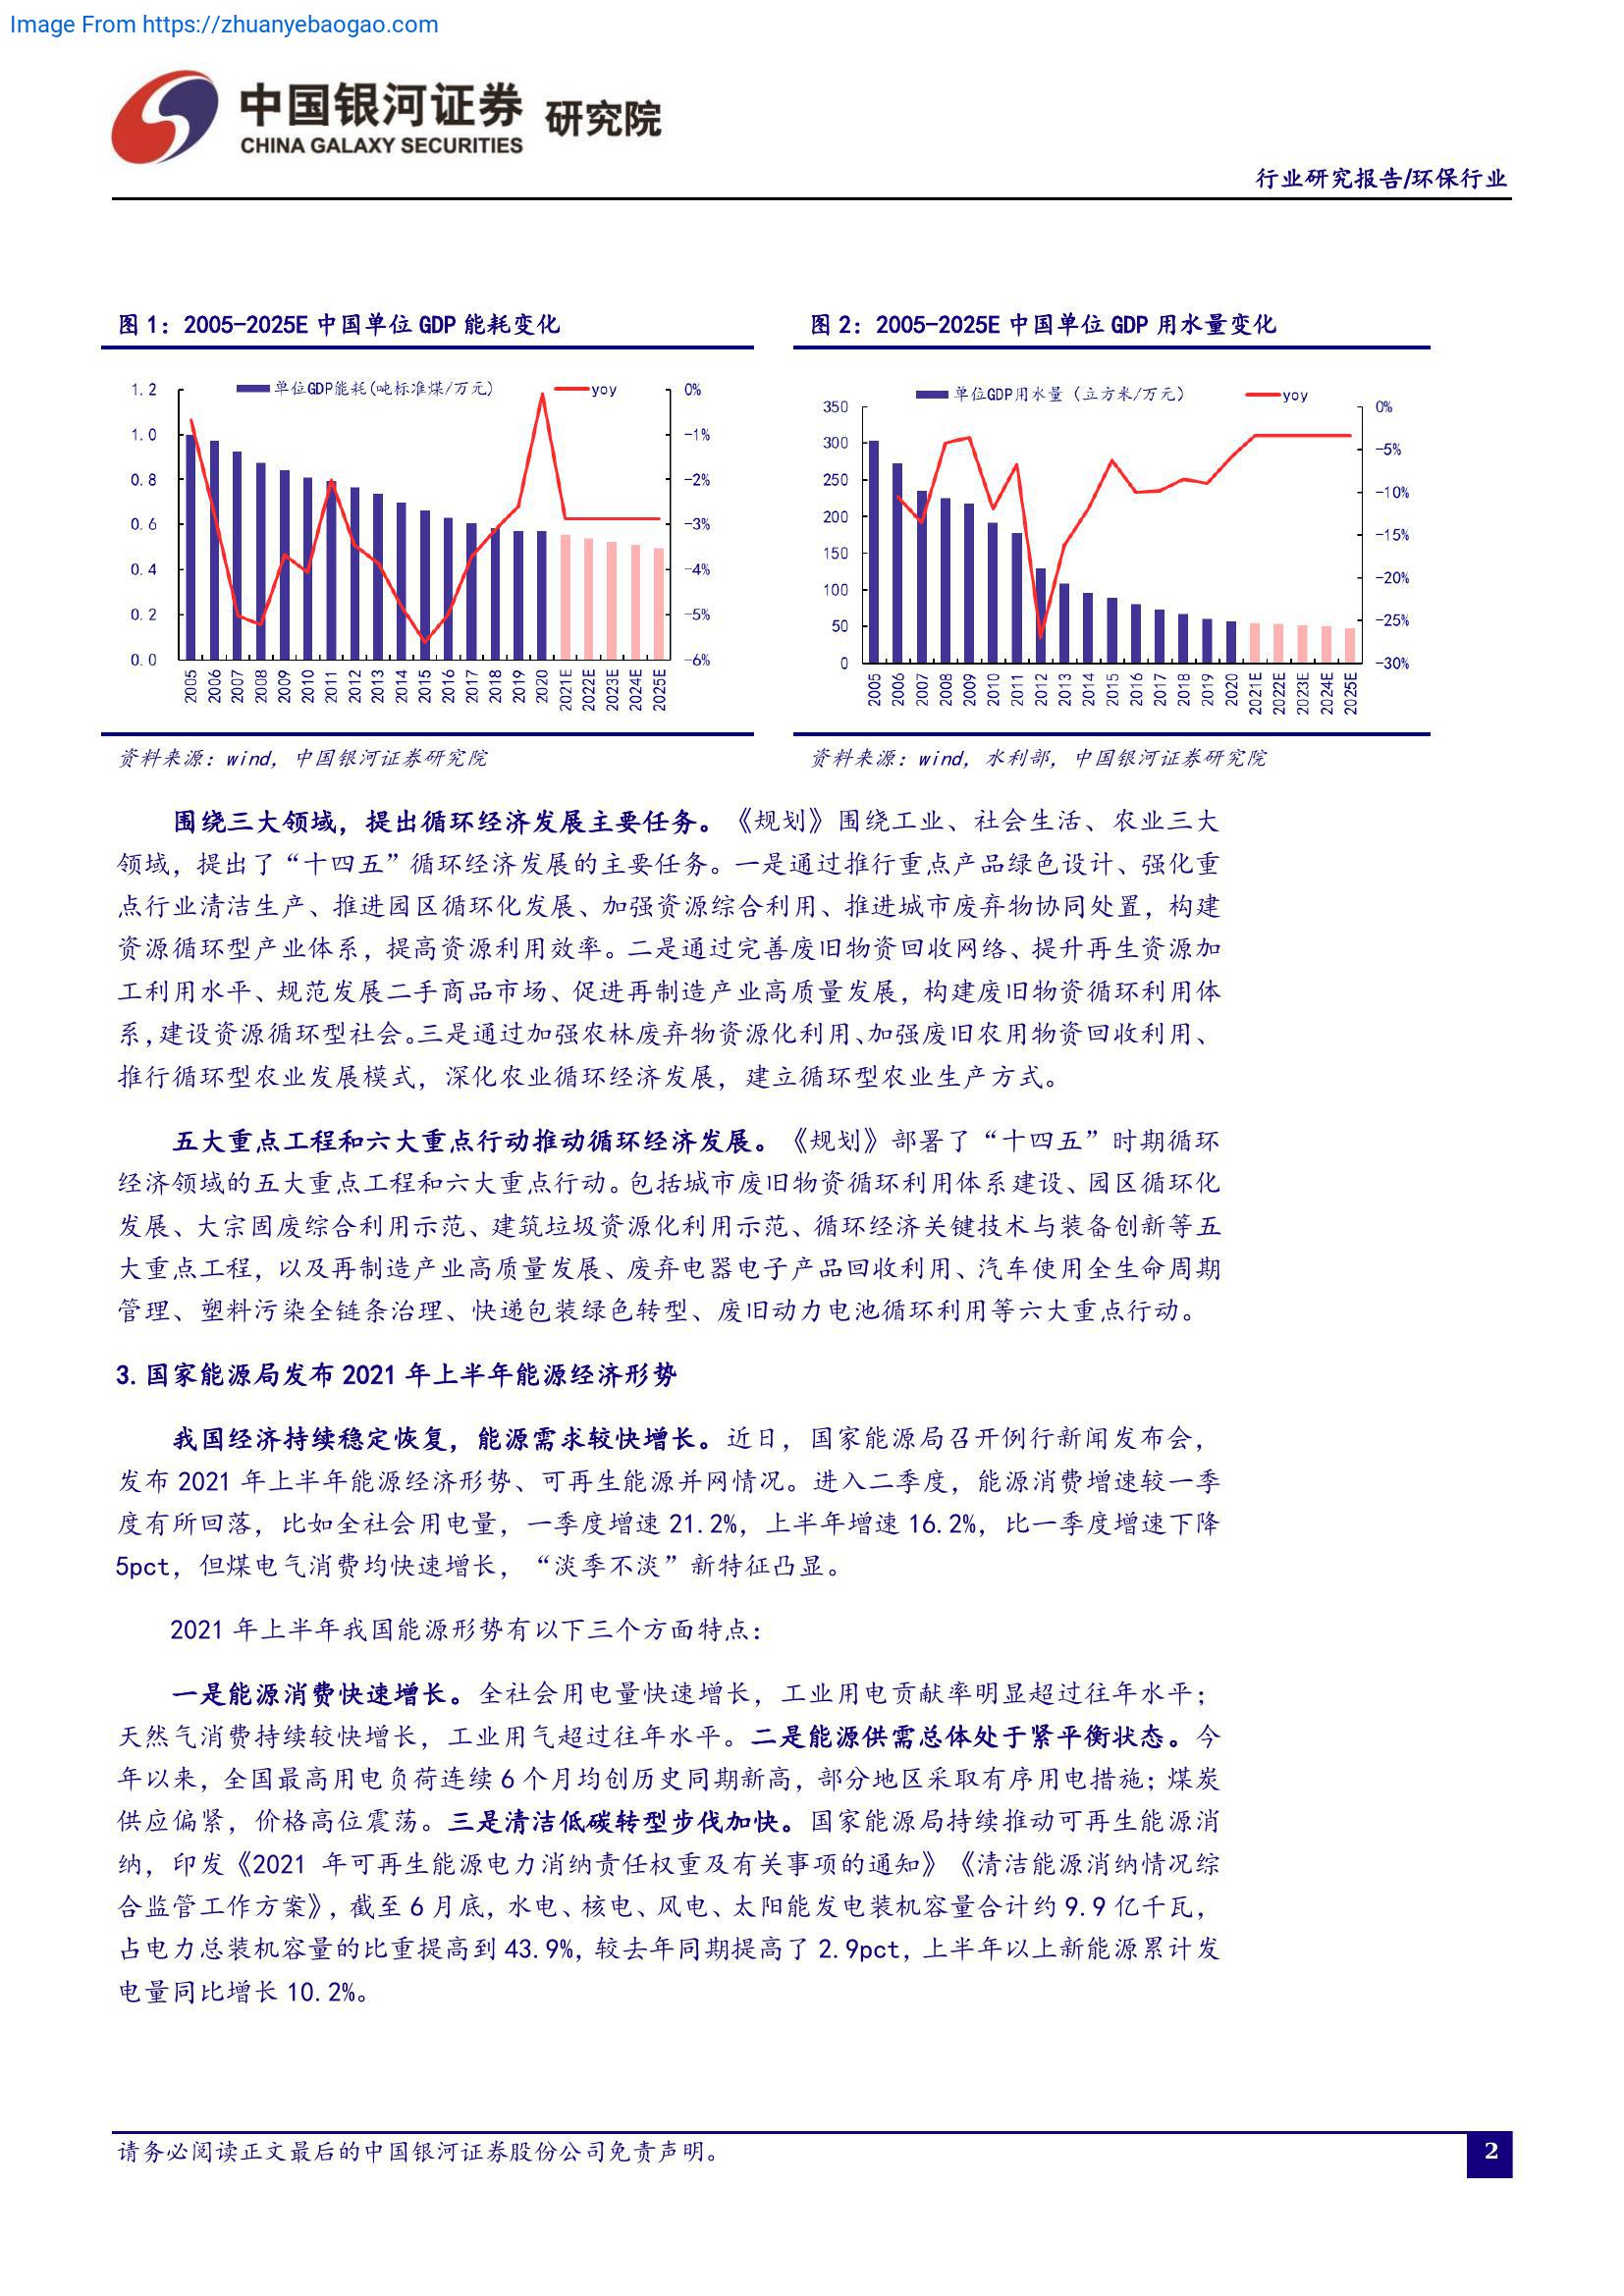 Image From https://zhuanyebaogao.com
中国银河证券 研究院
CHINA GALAXY SECURITIES
行业研究报告/环保行业
图 1：2005-2025E 中国单位 GDP 能耗变化
单位GDP能耗(吨标准煤/万元)
yoy
1.2
1.0
0.8
0.6
0.4
0.2
0.0
0%
-1%
-2%
-3%
-4%
-5%
-6%
2005 2006 2007 2008 2009 2010 2011 2012 2013 2014 2015 2016 2017 2018 2019 2020 2021E 2022E 2023E 2024E 2025E
资料来源：wind，中国银河证券研究院
图 2：2005-2025E 中国单位 GDP 用水量变化
单位GDP用水量（立方米/万元）
yoy
350
300
250
200
150
100
50
0
0%
-5%
-10%
-15%
-20%
-25%
-30%
2005 2006 2007 2008 2009 2010 2011 2012 2013 2014 2015 2016 2017 2018 2019 2020 2021E 2022E 2023E 2024E 2025E
资料来源：wind，水利部，中国银河证券研究院
围绕三大领域，提出循环经济发展主要任务。《规划》围绕工业、社会生活、农业三大
领域，提出了“十四五”循环经济发展的主要任务。一是通过推行重点产品绿色设计、强化重
点行业清洁生产、推进园区循环化发展、加强资源综合利用、推进城市废弃物协同处置，构建
资源循环型产业体系，提高资源利用效率。二是通过完善废旧物资回收网络、提升再生资源加
工利用水平、规范发展二手商品市场、促进再制造产业高质量发展，构建废旧物资循环利用体
系，建设资源循环型社会。三是通过加强农林废弃物资源化利用、加强废旧农用物资回收利用、
推行循环型农业发展模式，深化农业循环经济发展，建立循环型农业生产方式。
五大重点工程和六大重点行动推动循环经济发展。《规划》部署了“十四五”时期循环
经济领域的五大重点工程和六大重点行动。包括城市废旧物资循环利用体系建设、园区循环化
发展、大宗固废综合利用示范、建筑垃圾资源化利用示范、循环经济关键技术与装备创新等五
大重点工程，以及再制造产业高质量发展、废弃电器电子产品回收利用、汽车使用全生命周期
管理、塑料污染全链条治理、快递包装绿色转型、废旧动力电池循环利用等六大重点行动。
3. 国家能源局发布 2021 年上半年能源经济形势
我国经济持续稳定恢复，能源需求较快增长。近日，国家能源局召开例行新闻发布会，
发布 2021 年上半年能源经济形势、可再生能源并网情况。进入二季度，能源消费增速较一季
度有所回落，比如全社会用电量，一季度增速 21.2%，上半年增速 16.2%，比一季度增速下降
5pct，但煤电气消费均快速增长，“淡季不淡”新特征凸显。
2021 年上半年我国能源形势有以下三个方面特点：
一是能源消费快速增长。全社会用电量快速增长，工业用电贡献率明显超过往年水平；
天然气消费持续较快增长，工业用气超过往年水平。二是能源供需总体处于紧平衡状态。今
年以来，全国最高用电负荷连续 6 个月均创历史同期新高，部分地区采取有序用电措施；煤炭
供应偏紧，价格高位震荡。三是清洁低碳转型步伐加快。国家能源局持续推动可再生能源消
纳，印发《2021 年可再生能源电力消纳责任权重及有关事项的通知》《清洁能源消纳情况综
合监管工作方案》，截至 6 月底，水电、核电、风电、太阳能发电装机容量合计约 9.9 亿千瓦，
占电力总装机容量的比重提高到 43.9%，较去年同期提高了 2.9pct，上半年以上新能源累计发
电量同比增长 10.2%。
请务必阅读正文最后的中国银河证券股份公司免责声明。
2